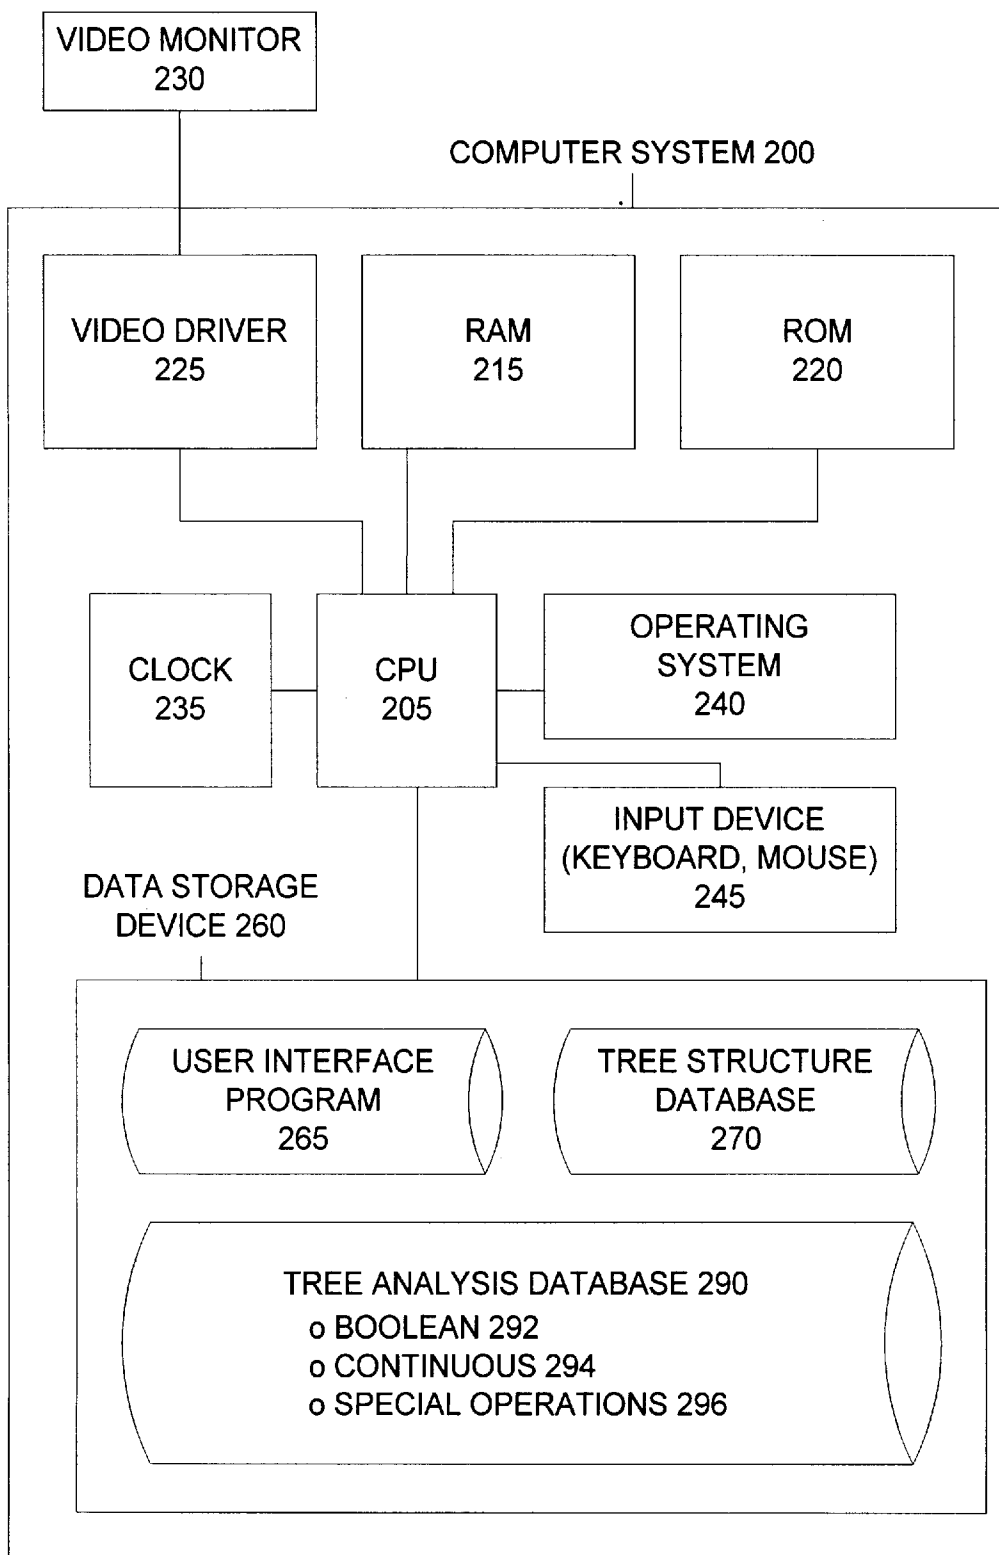 VIDEO MONITOR
230
COMPUTER SYSTEM 200
VIDEO DRIVER
225
RAM
215
ROM
220
CLOCK
235
CPU
205
OPERATING
SYSTEM
240
INPUT DEVICE
(KEYBOARD, MOUSE)
245
DATA STORAGE
DEVICE 260
USER INTERFACE
PROGRAM
265
TREE STRUCTURE
DATABASE
270
TREE ANALYSIS DATABASE 290
o BOOLEAN 292
o CONTINUOUS 294
o SPECIAL OPERATIONS 296